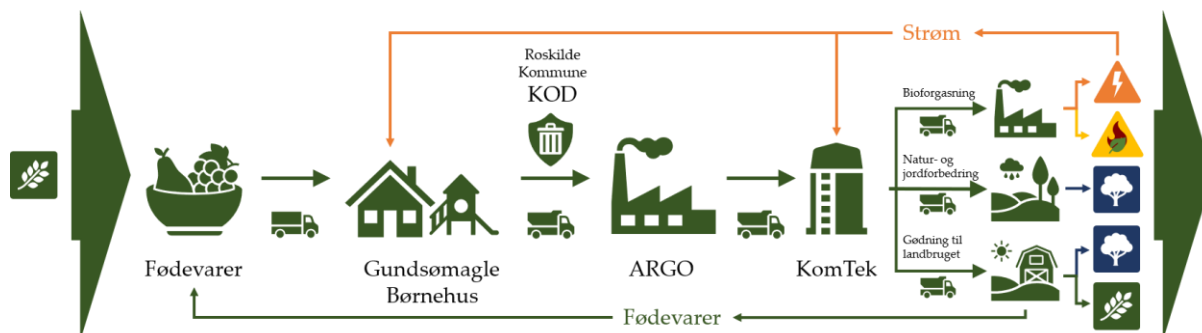 Strøm
Roskilde
Kommune
KOD
Bioforgasning
Natur- og
jordforbedring
Gødning til
landbruget
Fødevarer
Gundsømagle
Børnehus
ARGO
KomTek
Fødevarer